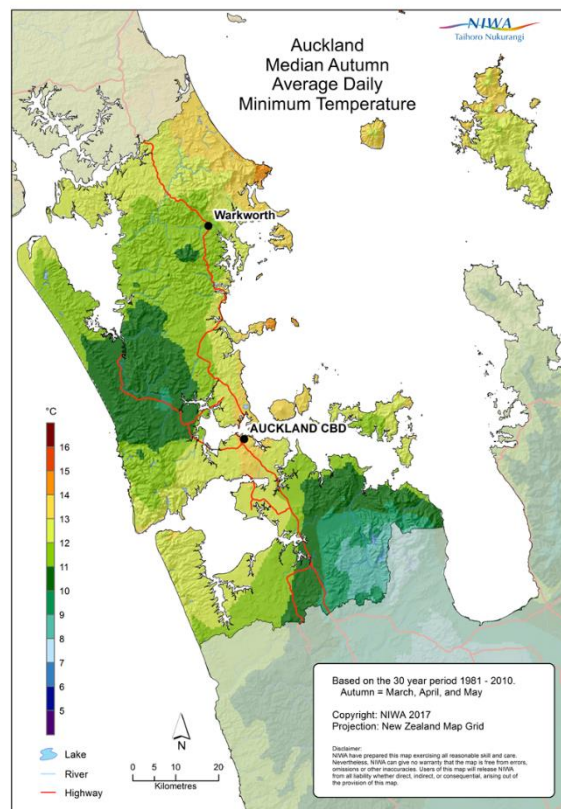 Auckland
Median Autumn
Average Daily
Minimum Temperature
NIWA
Taihoro Nukurangi
Warkworth
AUCKLAND CBD
°C
16
15
14
13
12
11
10
9
8
7
6
5
Lake
River
Highway
N
0 10 20
Kilometres
Based on the 30 year period 1981 - 2010.
Autumn = March, April, and May
Copyright: NIWA 2017
Projection: New Zealand Map Grid
Disclaimer:
NIWA have prepared this map exercising all reasonable skill and care.
Nevertheless, NIWA can give no warranty that the map is free from errors,
omissions or other inaccuracies. Users of this map will release NIWA
from all liability whether direct, indirect, or consequential, arising out of
the provision of this map.